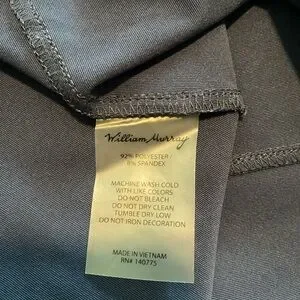 William Murray
92% POLYESTER /
8% SPANDEX
MACHINE WASH COLD
WITH LIKE COLORS
DO NOT BLEACH
DO NOT DRY CLEAN
TUMBLE DRY LOW
DO NOT IRON DECORATION
MADE IN VIETNAM
RN# 140775